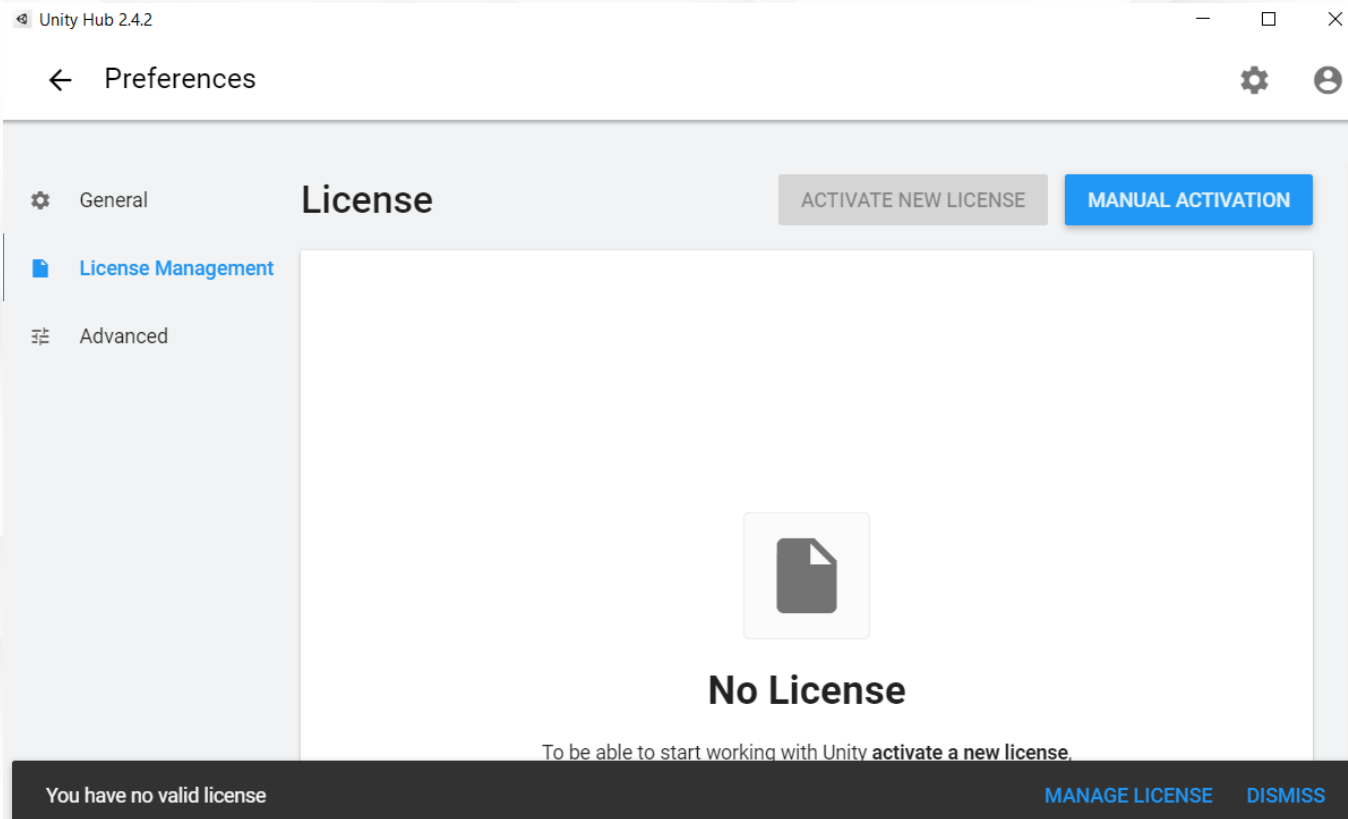 Unity Hub 2.4.2
Preferences
General
License Management
Advanced
License
ACTIVATE NEW LICENSE
MANUAL ACTIVATION
No License
To be able to start working with Unity activate a new license,
You have no valid license
MANAGE LICENSE
DISMISS